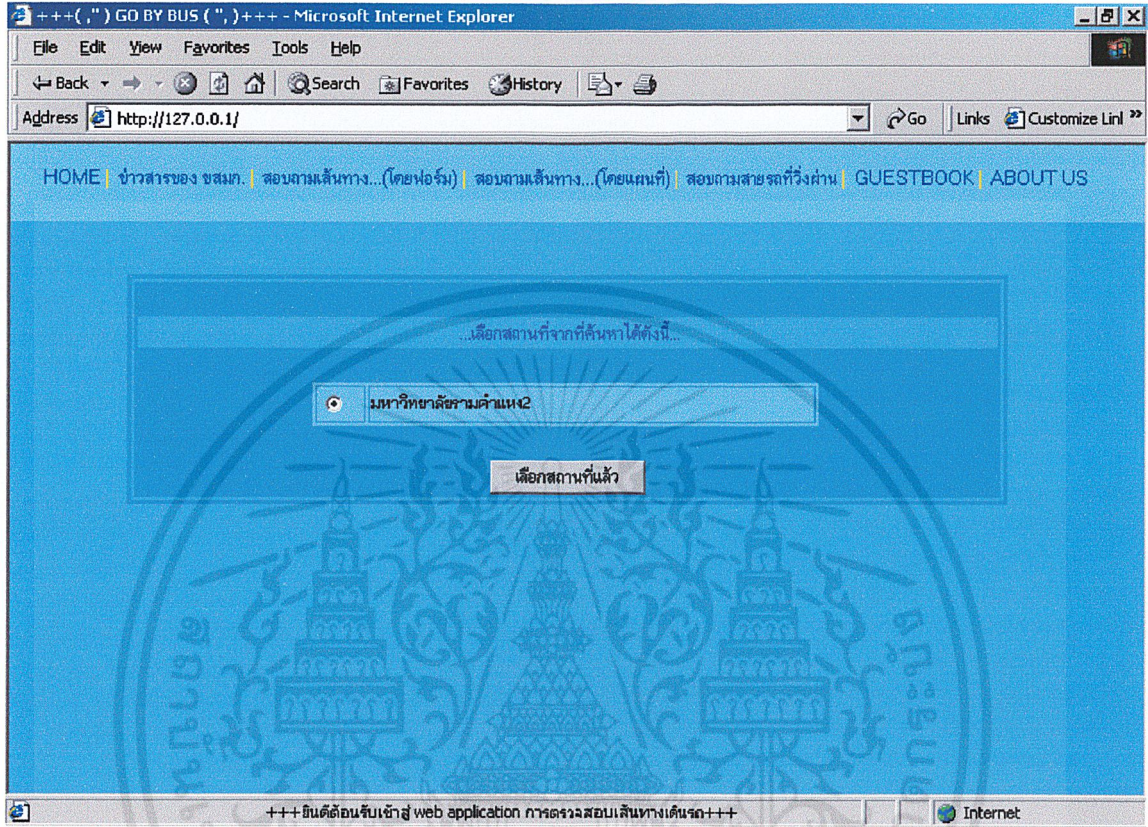 +++( ,") GO BY BUS ( ", )+++ - Microsoft Internet Explorer
File Edit View Favorites Tools Help
Back Search Favorites History
Address http://127.0.0.1/ Go Links Customize Linl »
HOME | ข่าวสารของ ขสมก. | สอบถามเส้นทาง...(โดยฟอร์ม) | สอบถามเส้นทาง...(โดยแผนที่) | สอบถามสายรถที่วิ่งผ่าน | GUESTBOOK | ABOUT US
...เลือกสถานที่จากที่ค้นหาได้ดังนี้...
มหาวิทยาลัยรามคำแหง2
เลือกสถานที่แล้ว
+++ยินดีต้อนรับเข้าสู่ web application การตรวจสอบเส้นทางเดินรถ+++
Internet